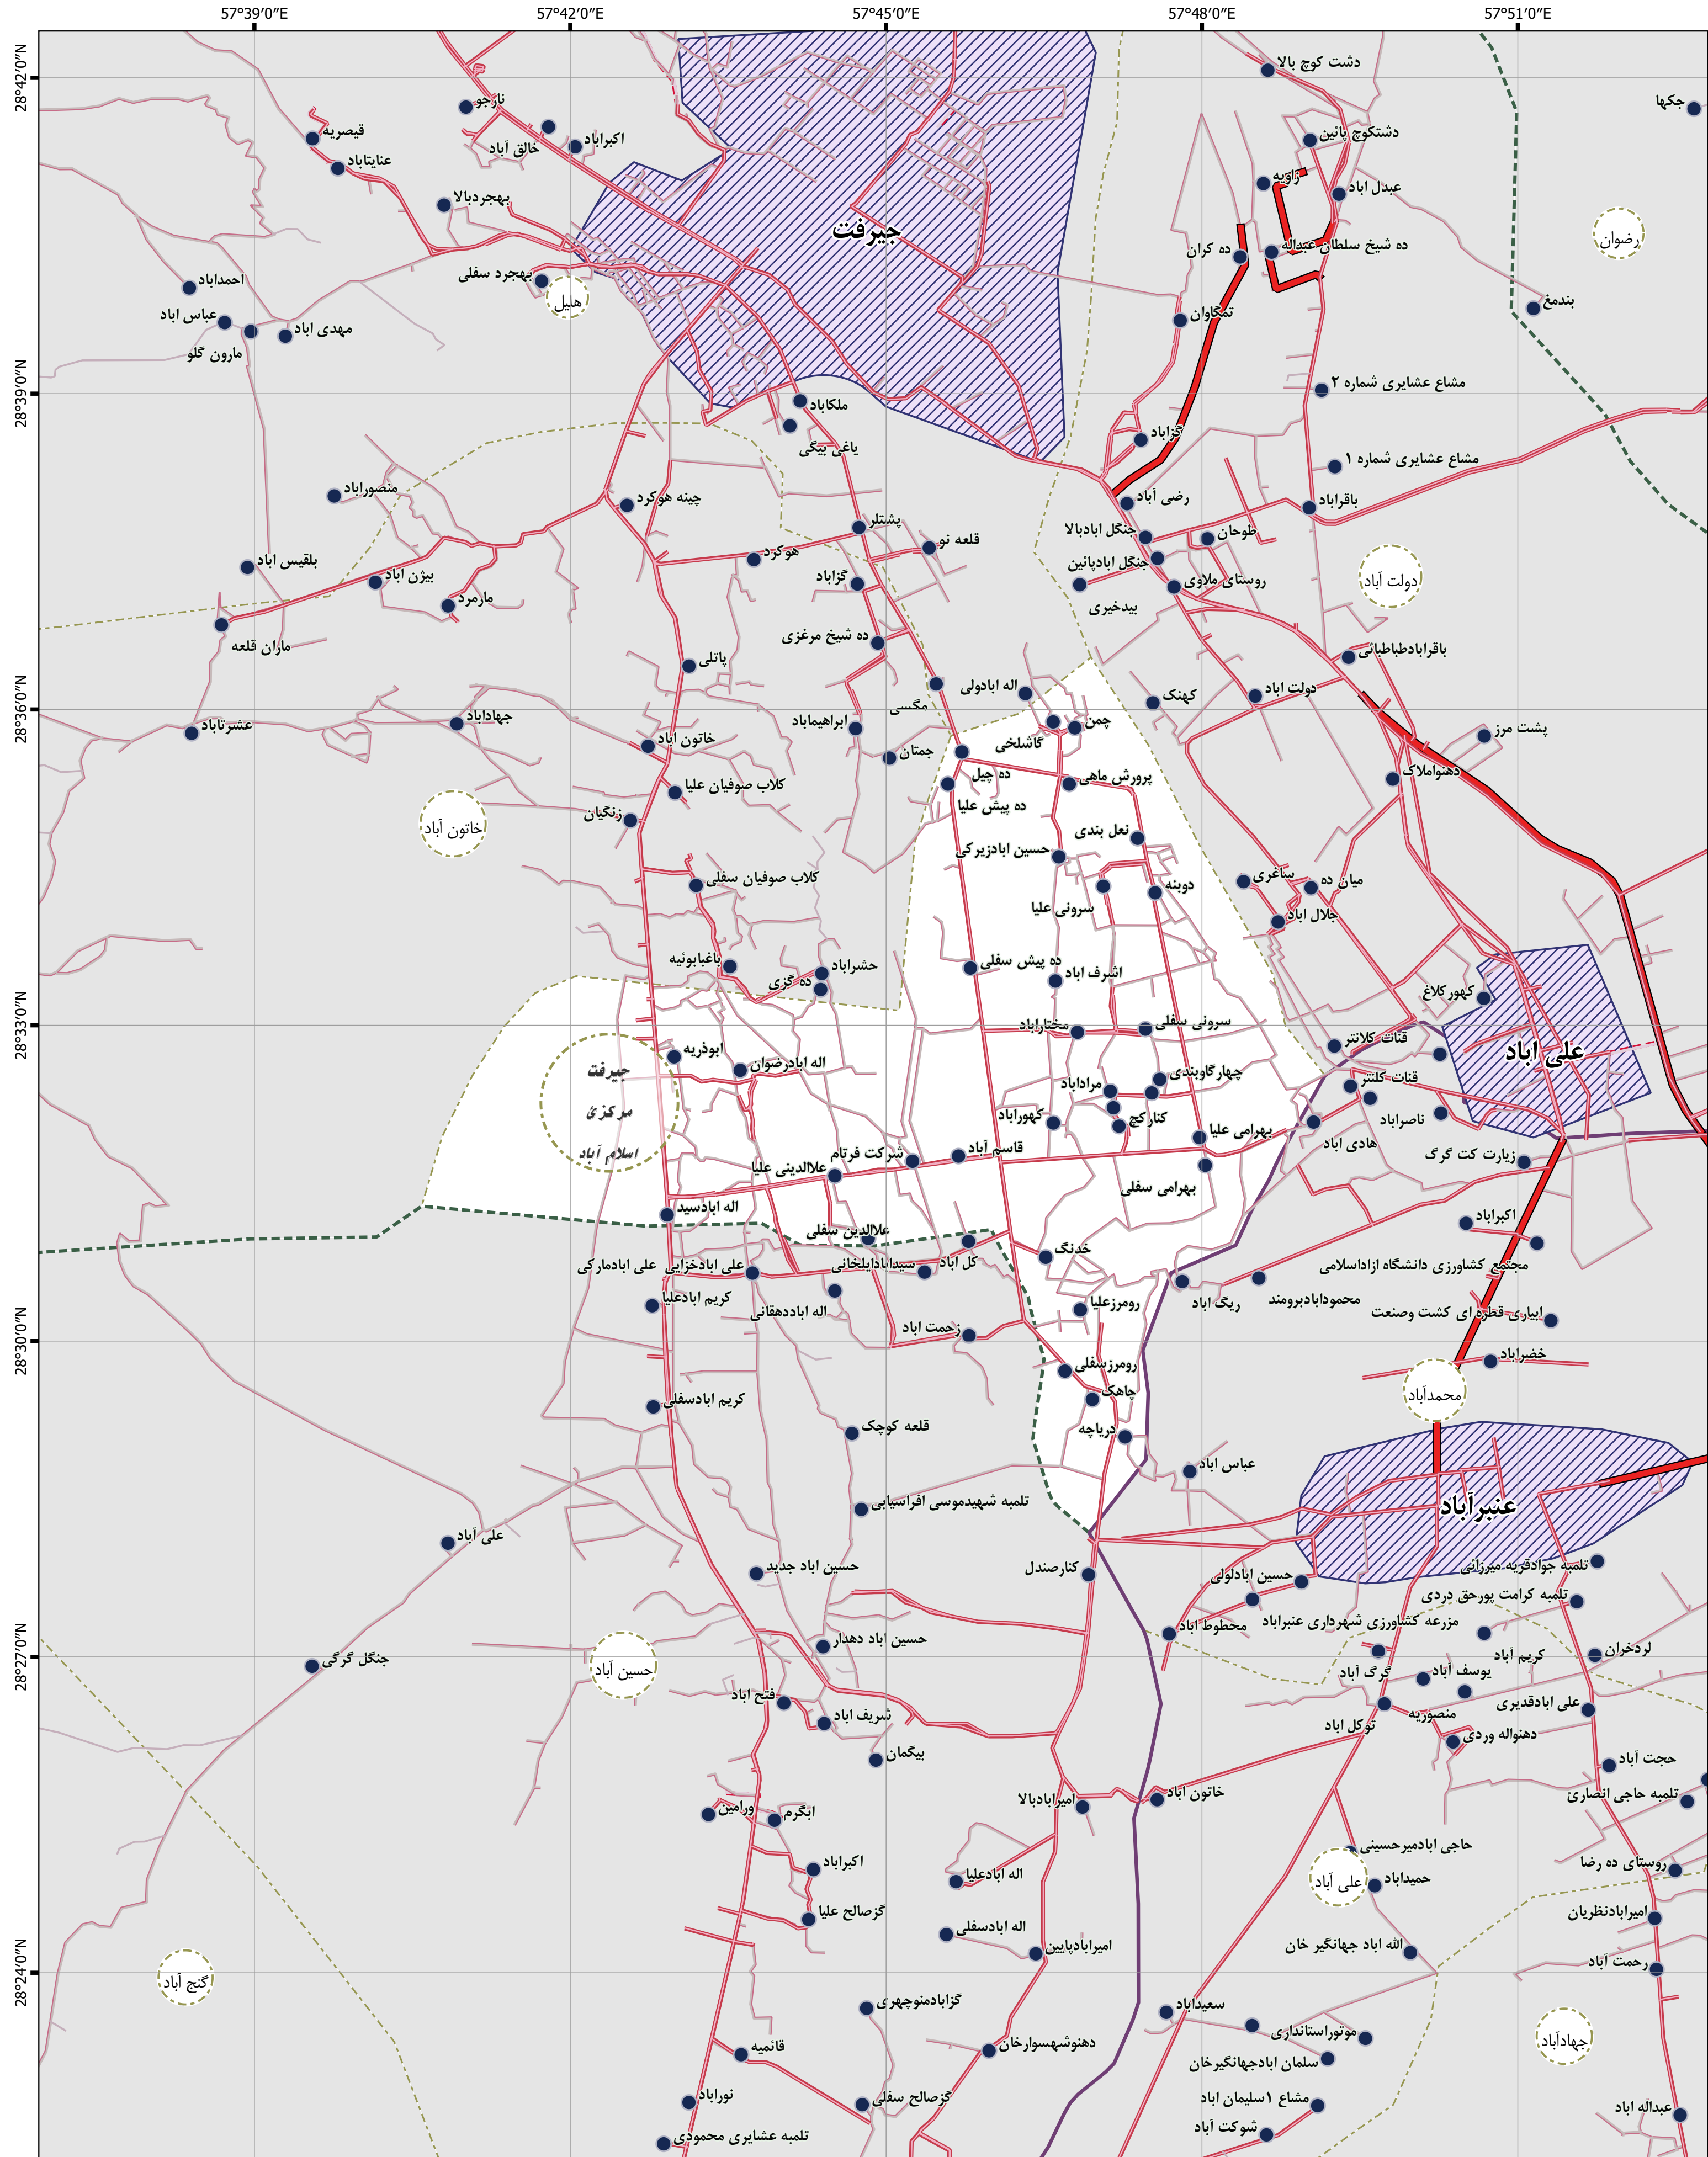 57°39'0"E
57°42'0"E
57°45'0"E
57°48'0"E
57°51'0"E
28°42'0"N
28°39'0"N
28°36'0"N
28°33'0"N
28°30'0"N
28°27'0"N
28°24'0"N
دشت کوچ بالا
جکها
نارجو
قیصریه
خالق آباد
اکبراباد
دشتکوچ پائین
عنایتاباد
زاویه
عبدل اباد
بهجردبالا
جیرفت
رضوان
ده کران
ده شیخ سلطان عبداله
بهجرد سفلی
احمداباد
هلیل
بندمغ
عباس اباد
مهدی اباد
تمگاوان
مارون گلو
مشاع عشایری شماره ۲
ملکاباد
گزاباد
یاغی بیگی
مشاع عشایری شماره ۱
منصوراباد
چینه هوکرد
رضی آباد
باقراباد
پشتلر
جنگل ابادبالا
طوحان
قلعه نو
هوکرد
بلقیس اباد
جنگل ابادپائین
بیژن آباد
گزاباد
روستای ملاوی
دولت آباد
مارمرد
بیدخیری
ده شیخ مرغزی
ماران قلعه
باقرابادطباطبائی
پاتلی
اله ابادولی
کهنک
دولت اباد
مگسی
جهاداباد
ابراهیماباد
چمن
عشرتاباد
خاتون اباد
گاشلخی
پشت مرز
جمتان
ده چیل
پرورش ماهی
دهنواملاک
کلاب صوفیان علیا
ده پیش علیا
زنگیان
خاتون آباد
نعل بندی
حسین ابادزیرکی
کلاب صوفیان سفلی
دوبنه
ساغری
میان ده
سرونی علیا
جلال اباد
باغبابوئیه
حشراباد
ده پیش سفلی
اشرف اباد
ده گزی
کهورکلاغ
مختاراباد
سرونی سفلی
قنات کلانتر
علی اباد
ابوذریه
اله ابادرضوان
جیرفت
مرکزی
اسلام آباد
چهارگاوبندی
مراداباد
قنات کلنتر
کهوراباد
کنارکچ
ناصراباد
بهرامی علیا
هادی اباد
قاسم آباد
شرکت فرتام
علاالدینی علیا
زیارت کت گرگ
بهرامی سفلی
اله ابادسید
اکبراباد
علاالدین سفلی
خدنگ
علی ابادمارکی
علی ابادخزایی
سیدابادایلخانی
کل اباد
مجتمع کشاورزی دانشگاه ازاداسلامی
کریم ابادعلیا
اله اباددهقانی
رومرزعلیا
ریگ اباد
محمودابادبرومند
ابیاری قطره ای کشت وصنعت
زحمت اباد
خضراباد
رومرزسفلی
چاهک
محمدآباد
کریم ابادسفلی
قلعه کوچک
دریاچه
عباس اباد
تلمبه شهیدموسی افراسیابی
عنبرآباد
علی آباد
حسین اباد جدید
کنارصندل
حسین ابادلولی
تلمبه جوادقریه میرزائی
تلمبه کرامت پورحق دردی
حسین اباد دهدار
محطوط اباد
مزرعه کشاورزی شهرداری عنبراباد
جنگل گرگی
حسین آباد
کریم آباد
لردخران
گرگ آباد
یوسف آباد
فتح اباد
شریف اباد
توکل اباد
منصوریه
علی ابادقدیری
دهنواله وردی
بیگمان
حجت آباد
ورامین
ابگرم
امیرابادبالا
خاتون اباد
تلمبه حاجی انصاری
حاجی ابادمیرحسینی
اکبراباد
اله ابادعلیا
علی آباد
حمیداباد
روستای ده رضا
گزصالح علیا
امیرابادنظریان
اله ابادسفلی
امیرابادپایین
الله اباد جهانگیر خان
رحمت آباد
گنج آباد
گزابادمنوچهری
سعیداباد
موتوراستانداری
جهادآباد
قائمیه
دهنوشهسوارخان
سلمان ابادجهانگیرخان
نوراباد
گزصالح سفلی
مشاع ۱سلیمان اباد
شوکت آباد
عبداله اباد
تلمبه عشایری محمودی